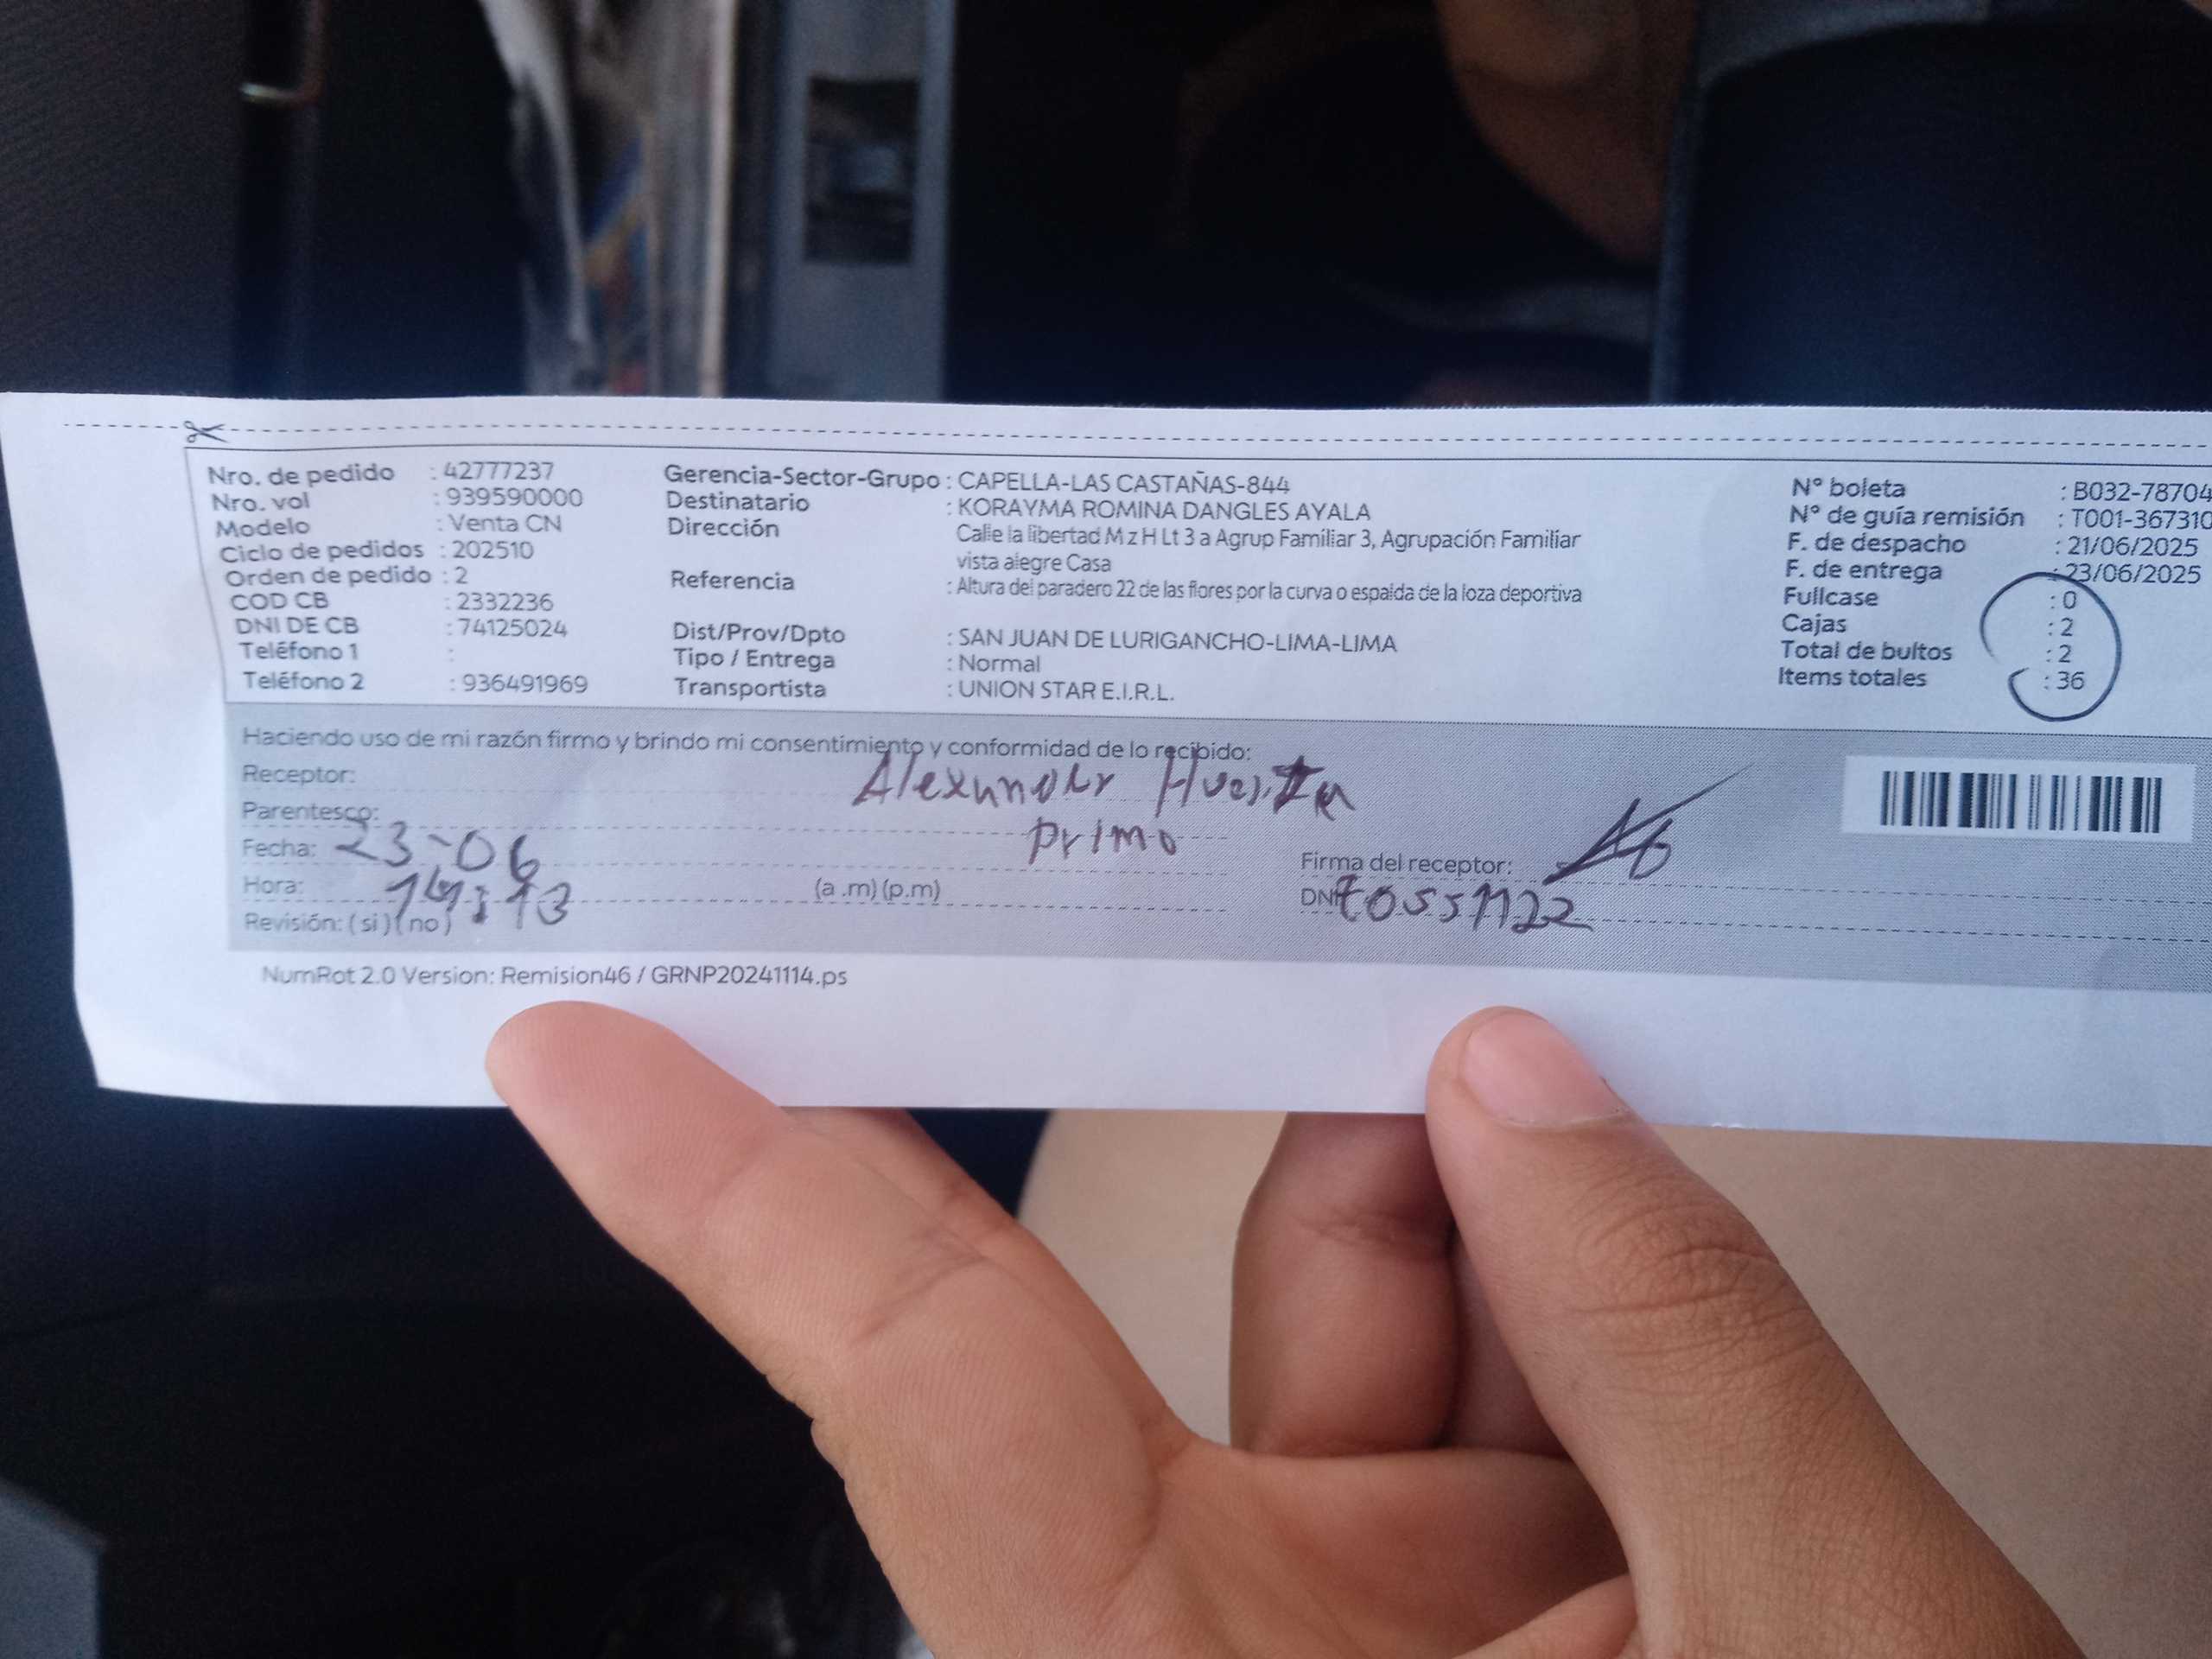 Nro. de pedido : 42777237
Nro. vol : 939590000
Modelo : Venta CN
Ciclo de pedidos : 202510
Orden de pedido : 2
COD CB : 2332236
DNI DE CB : 74125024
Teléfono 1 :
Teléfono 2 : 936491969
Gerencia-Sector-Grupo : CAPELLA-LAS CASTAÑAS-844
Destinatario : KORAYMA ROMINA DANGLES AYALA
Dirección Calle la libertad M z H Lt 3 a Agrup Familiar 3, Agrupación Familiar
vista alegre Casa
Referencia : Altura del paradero 22 de las flores por la curva o espalda de la loza deportiva
Dist/Prov/Dpto : SAN JUAN DE LURIGANCHO-LIMA-LIMA
Tipo / Entrega : Normal
Transportista : UNION STAR E.I.R.L.
N° boleta : B032-78704
N° de guía remisión : T001-367310
F. de despacho : 21/06/2025
F. de entrega : 23/06/2025
Fullcase : 0
Cajas : 2
Total de bultos : 2
Items totales : 36
Haciendo uso de mi razón firmo y brindo mi consentimiento y conformidad de lo recibido:
Receptor:
Parentesco: primo
Fecha: 23-06
Hora: 14:13 (a .m) (p.m)
Revisión: ( si ) ( no )
Firma del receptor:
DNI 70551122
NumRot 2.0 Version: Remision46 / GRNP20241114.ps